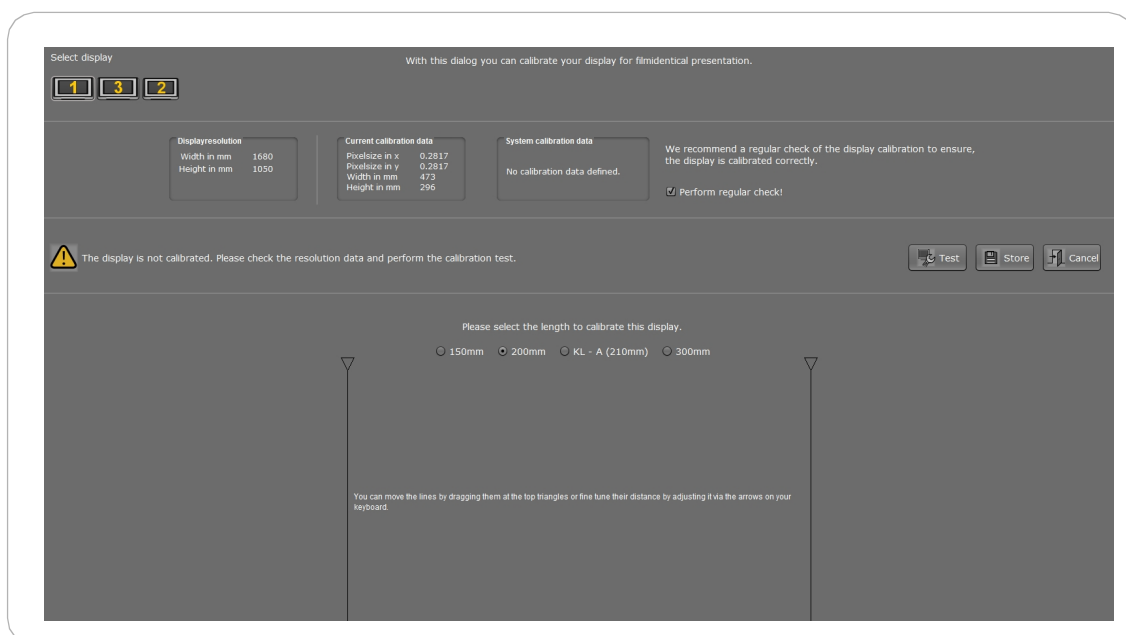 Select display
With this dialog you can calibrate your display for filmidentical presentation.
1 3 2
Displayresolution
Width in mm 1680
Height in mm 1050
Current calibration data
Pixelsize in x 0.2817
Pixelsize in y 0.2817
Width in mm 473
Height in mm 296
System calibration data
No calibration data defined.
We recommend a regular check of the display calibration to ensure,
the display is calibrated correctly.
Perform regular check!
The display is not calibrated. Please check the resolution data and perform the calibration test.
Test Store Cancel
Please select the length to calibrate this display.
150mm 200mm KL - A (210mm) 300mm
You can move the lines by dragging them at the top triangles or fine tune their distance by adjusting it via the arrows on your
keyboard.